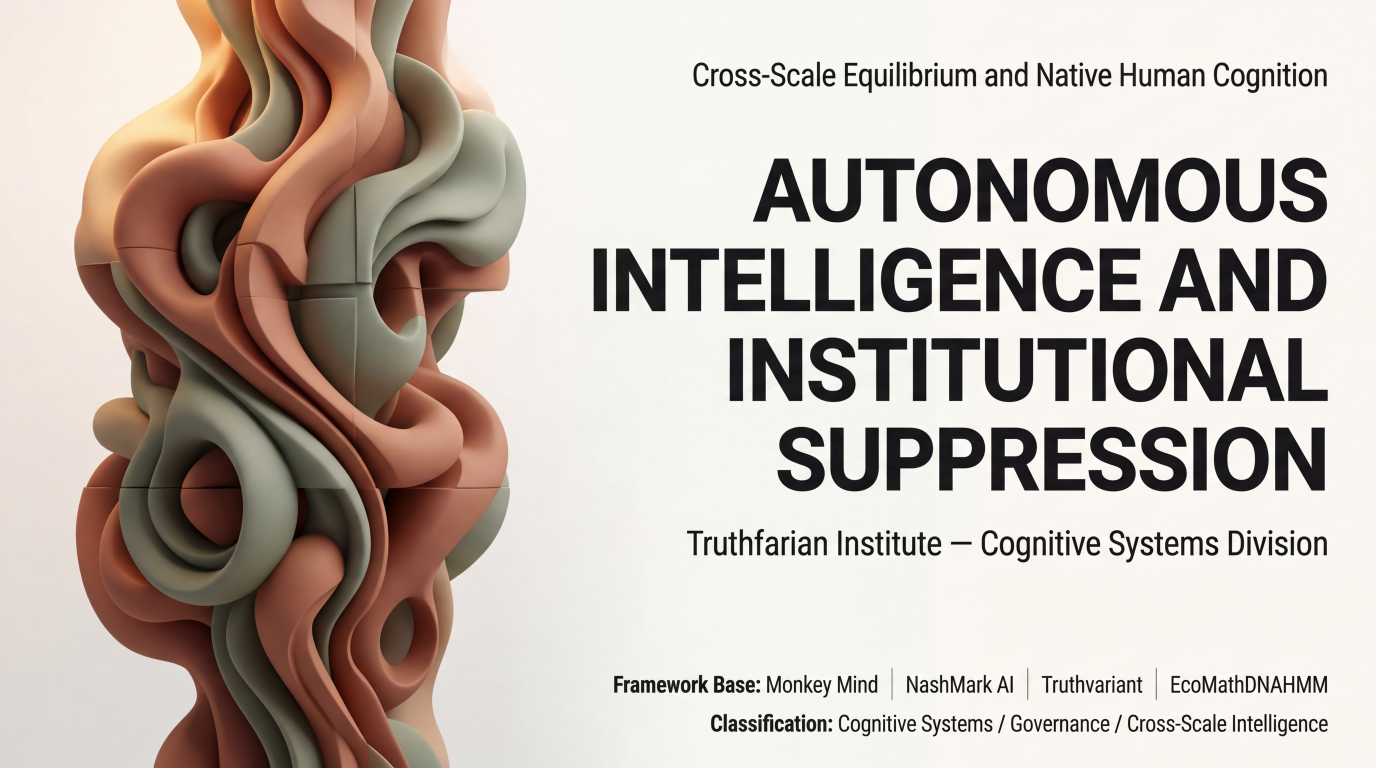 Cross-Scale Equilibrium and Native Human Cognition
AUTONOMOUS
INTELLIGENCE AND
INSTITUTIONAL
SUPPRESSION
Truthfarian Institute — Cognitive Systems Division
Framework Base: Monkey Mind | NashMark AI | Truthvariant | EcoMathDNAHMM
Classification: Cognitive Systems / Governance / Cross-Scale Intelligence